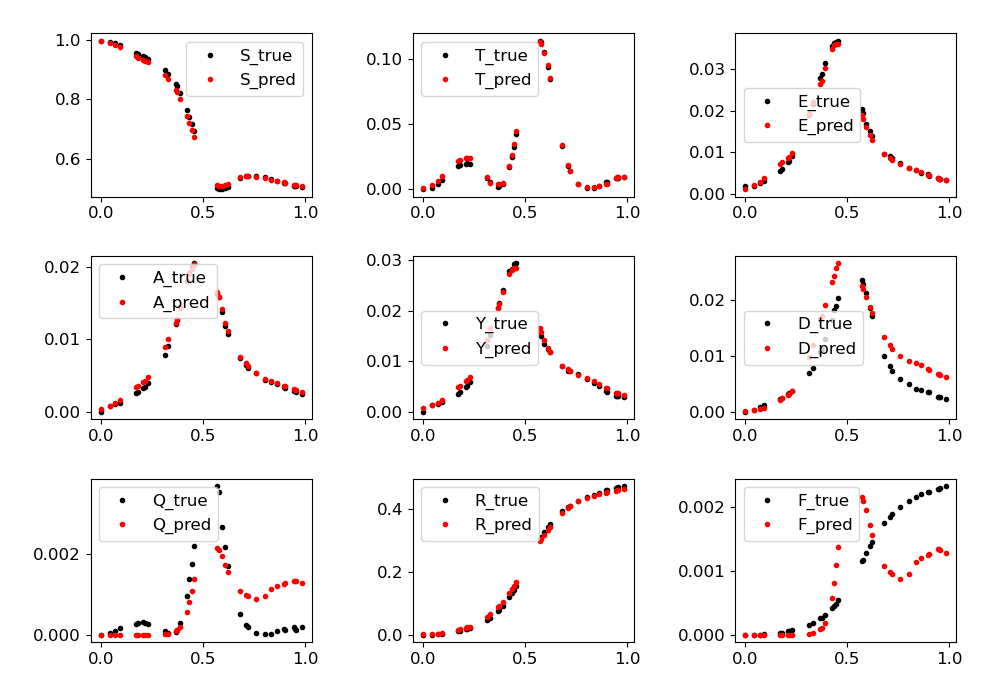 1.0
0.8
0.6
0.0 0.5 1.0
S_true
S_pred
0.10
0.05
0.00
0.0 0.5 1.0
T_true
T_pred
0.03
0.02
0.01
0.00
0.0 0.5 1.0
E_true
E_pred
0.02
0.01
0.00
0.0 0.5 1.0
A_true
A_pred
0.03
0.02
0.01
0.00
0.0 0.5 1.0
Y_true
Y_pred
0.02
0.01
0.00
0.0 0.5 1.0
D_true
D_pred
0.002
0.000
0.0 0.5 1.0
Q_true
Q_pred
0.4
0.2
0.0
0.0 0.5 1.0
R_true
R_pred
0.002
0.001
0.000
0.0 0.5 1.0
F_true
F_pred